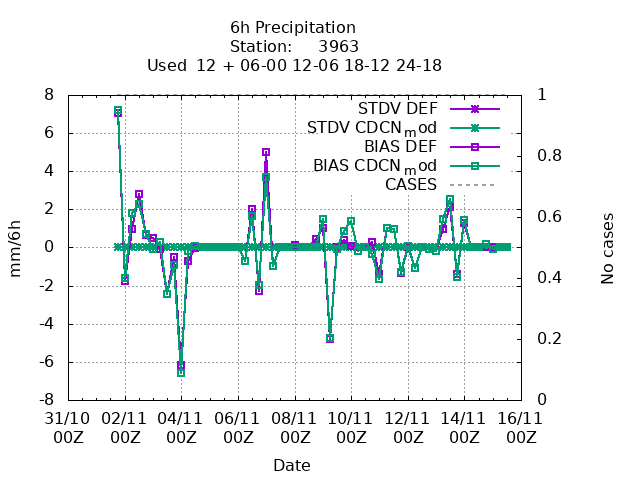 6h Precipitation
Station: 3963
Used 12 + 06-00 12-06 18-12 24-18
STDV DEF
STDV CDCNmod
BIAS DEF
BIAS CDCNmod
CASES
8
6
4
2
0
-2
-4
-6
-8
mm/6h
1
0.8
0.6
0.4
0.2
0
No cases
31/10 02/11 04/11 06/11 08/11 10/11 12/11 14/11 16/11
00Z 00Z 00Z 00Z 00Z 00Z 00Z 00Z 00Z
Date